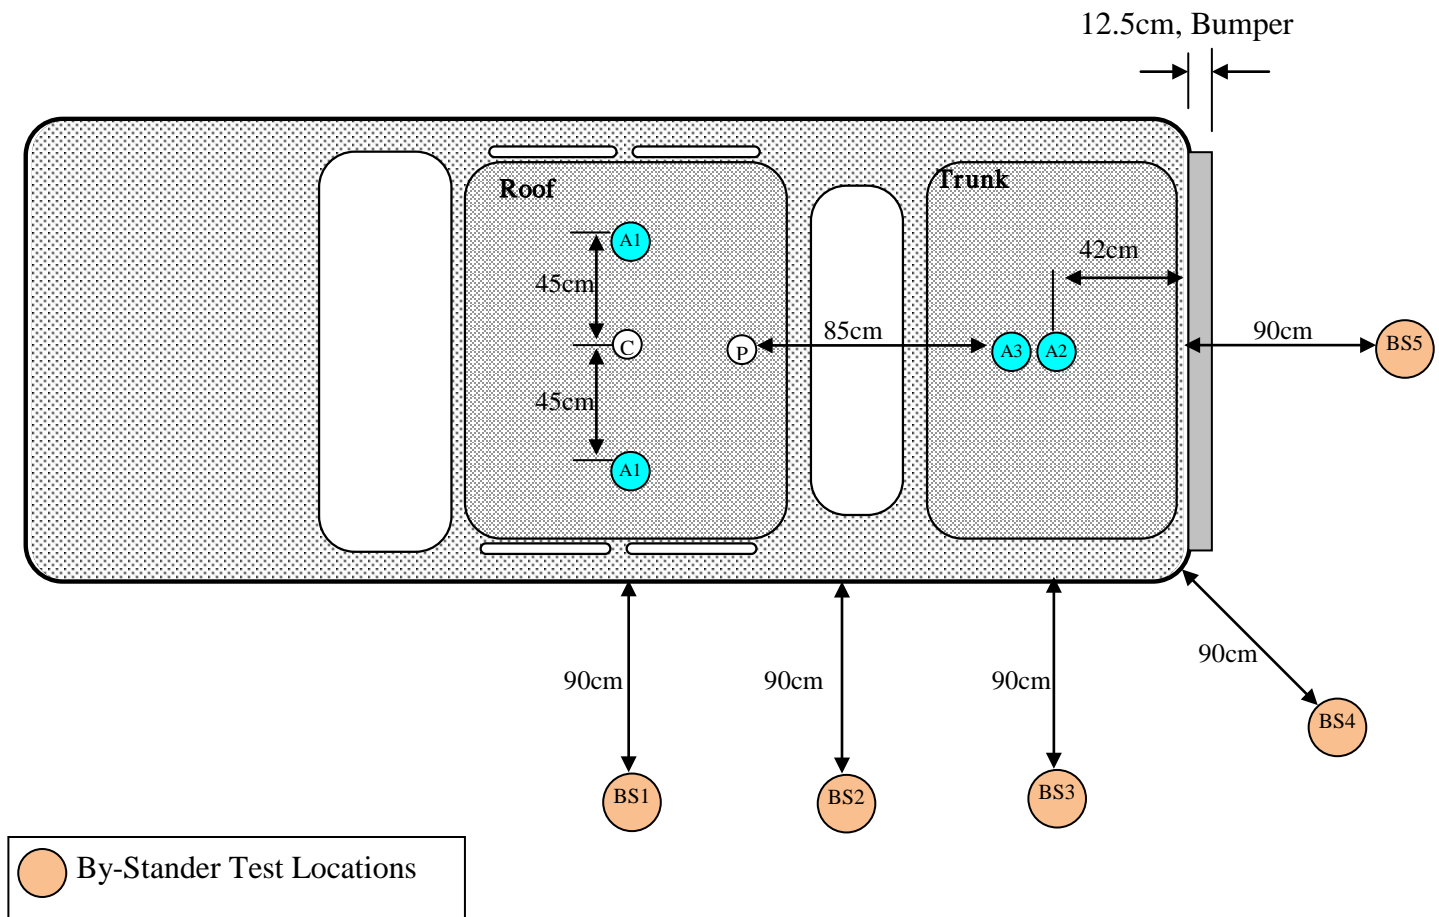 12.5cm, Bumper
Roof
Trunk
A1
42cm
45cm
C
P
85cm
A3
A2
90cm
BS5
45cm
A1
90cm
90cm
90cm
90cm
BS4
BS1
BS2
BS3
By-Stander Test Locations